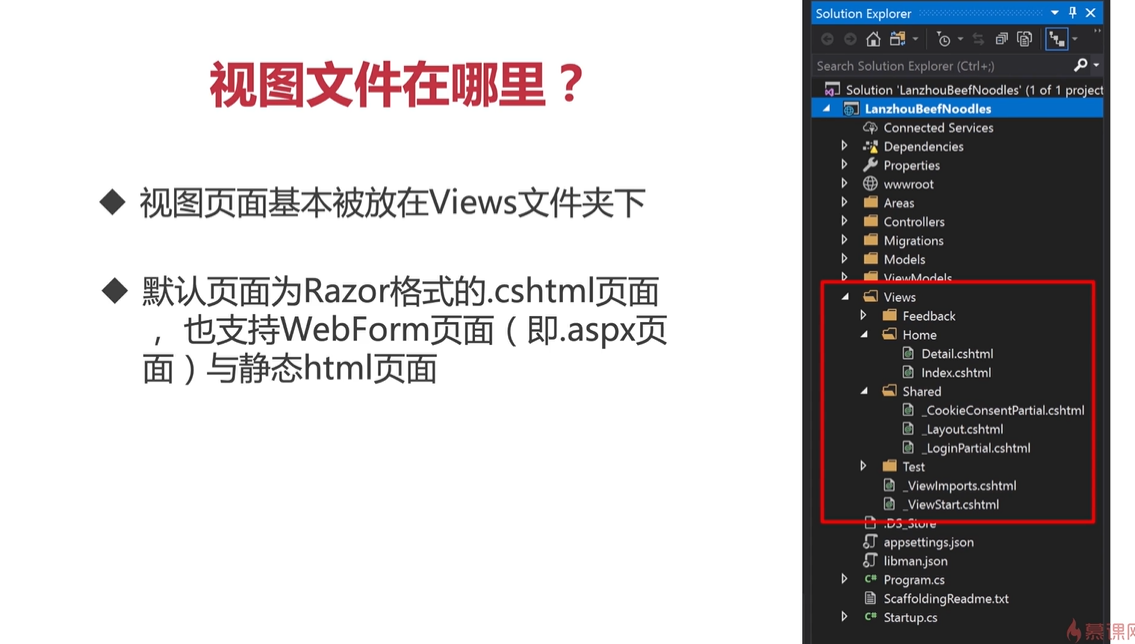 视图文件在哪里？
◆ 视图页面基本被放在Views文件夹下
◆ 默认页面为Razor格式的.cshtml页面
，也支持WebForm页面（即.aspx页
面）与静态html页面
Solution Explorer
Search Solution Explorer (Ctrl+;)
Solution 'LanzhouBeefNoodles' (1 of 1 project
LanzhouBeefNoodles
Connected Services
Dependencies
Properties
wwwroot
Areas
Controllers
Migrations
Models
ViewModels
Views
Feedback
Home
Detail.cshtml
Index.cshtml
Shared
_CookieConsentPartial.cshtml
_Layout.cshtml
_LoginPartial.cshtml
Test
_ViewImports.cshtml
_ViewStart.cshtml
.DS_Store
appsettings.json
libman.json
C# Program.cs
ScaffoldingReadme.txt
C# Startup.cs
慕课网